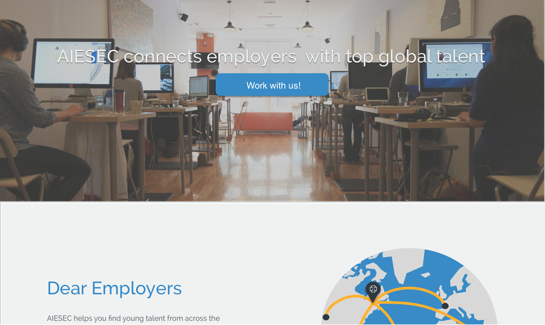 AIESEC connects employers with top global talent
Work with us!
Dear Employers
AIESEC helps you find young talent from across the